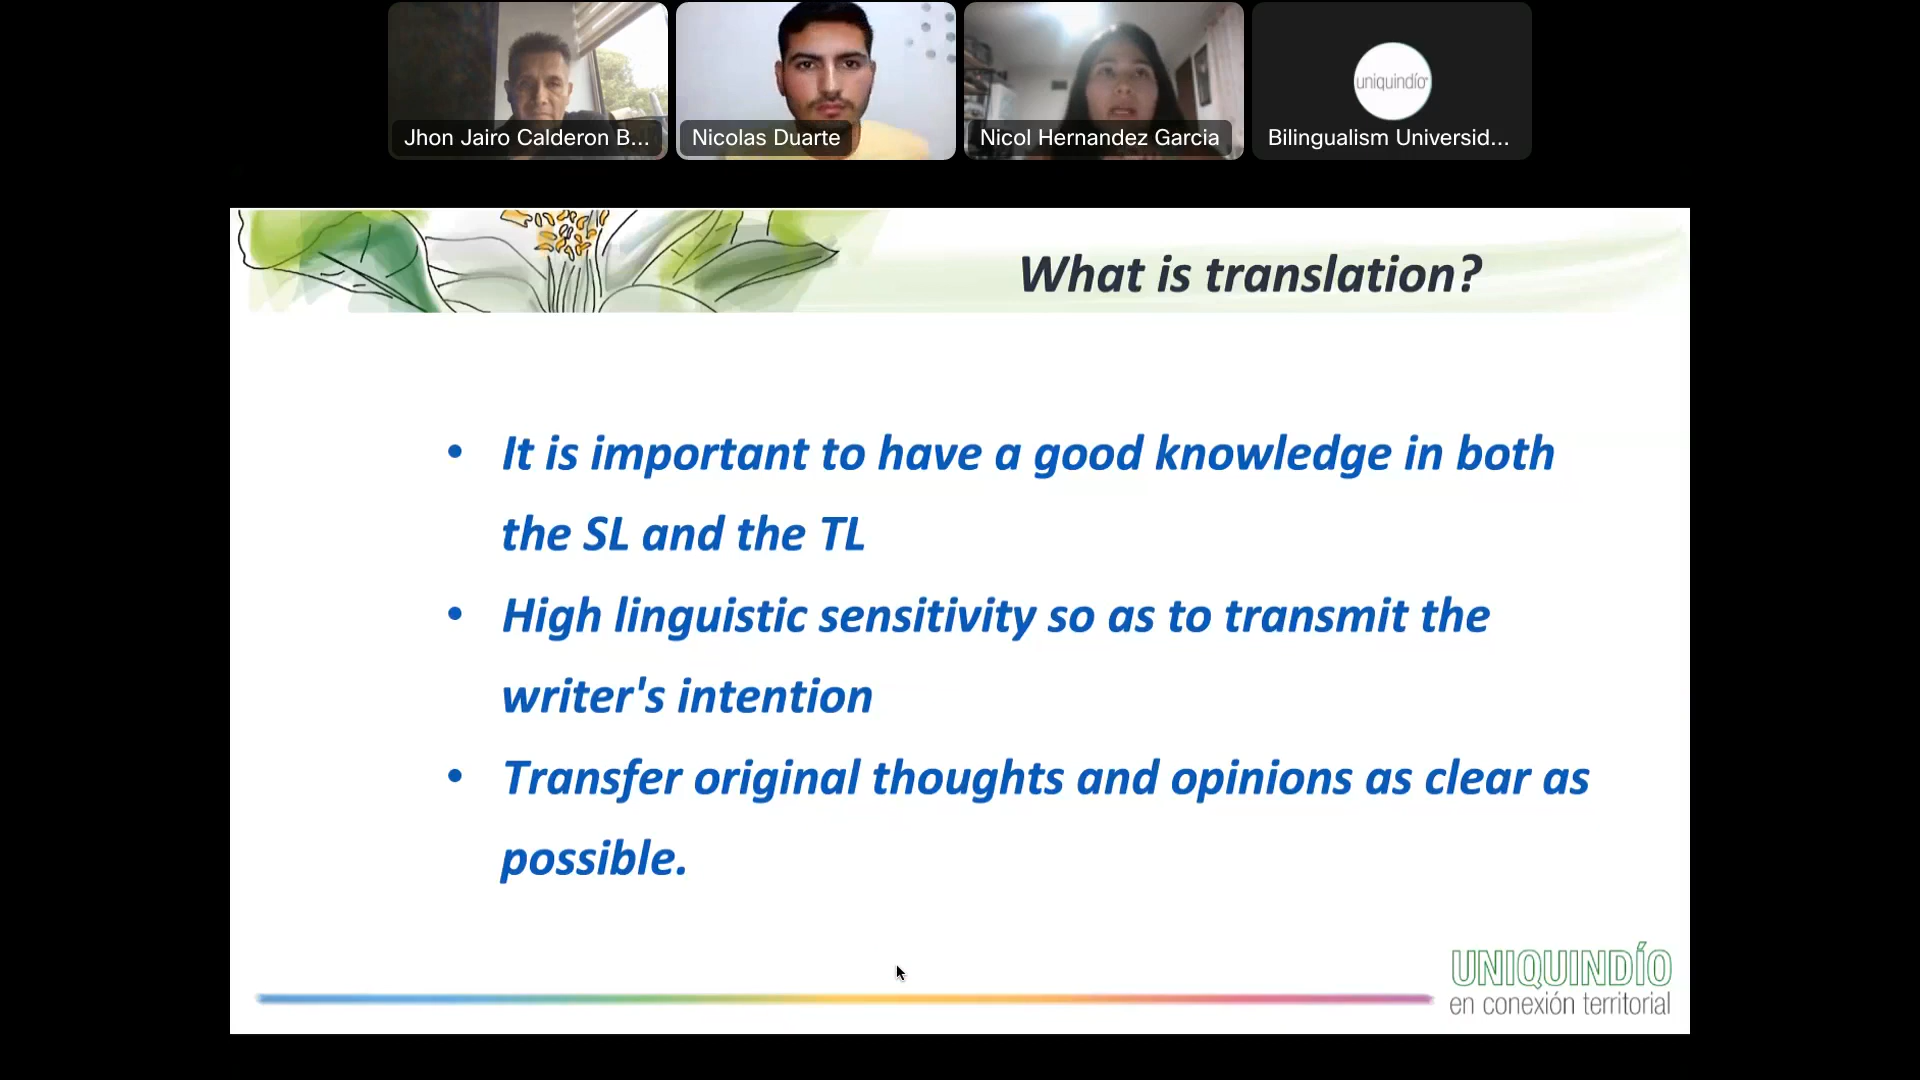 Jhon Jairo Calderon B...
Nicolas Duarte
Nicol Hernandez Garcia
uniquindío
Bilingualism Universid...
What is translation?
• It is important to have a good knowledge in both
the SL and the TL
• High linguistic sensitivity so as to transmit the
writer's intention
• Transfer original thoughts and opinions as clear as
possible.
UNIQUINDÍO
en conexión territorial